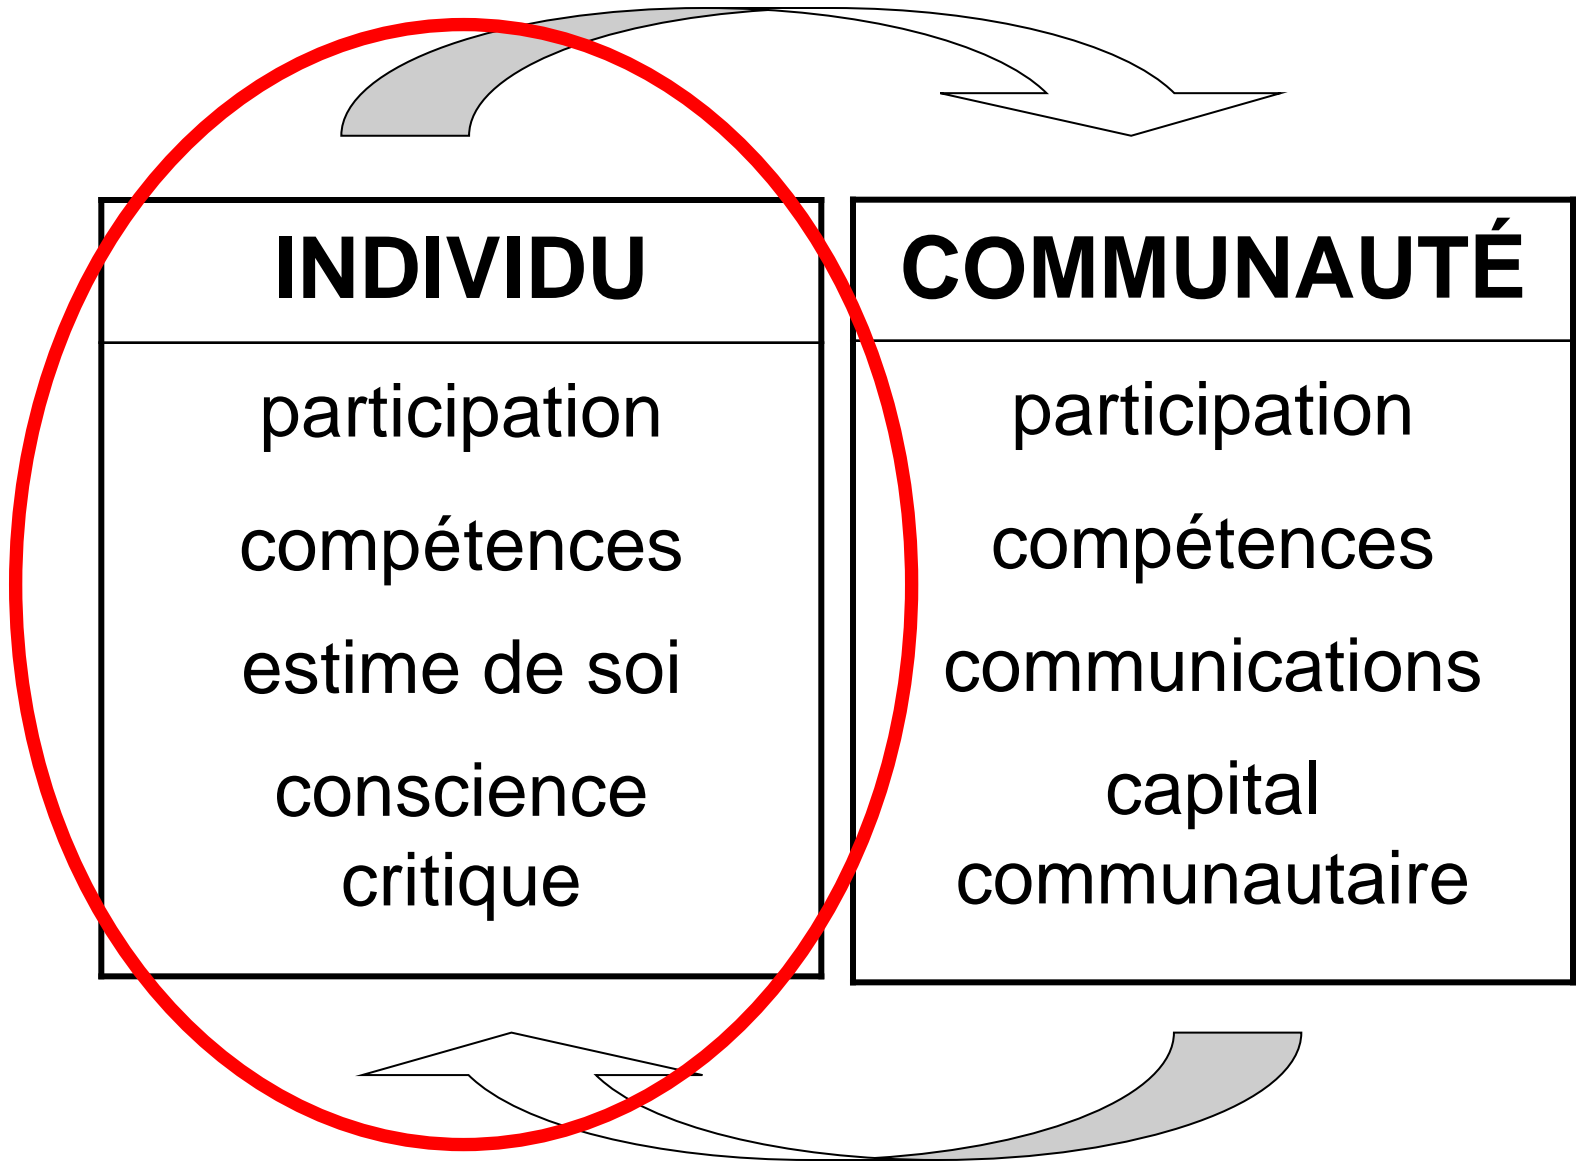 INDIVIDU
participation
compétences
estime de soi
conscience
critique
COMMUNAUTÉ
participation
compétences
communications
capital
communautaire